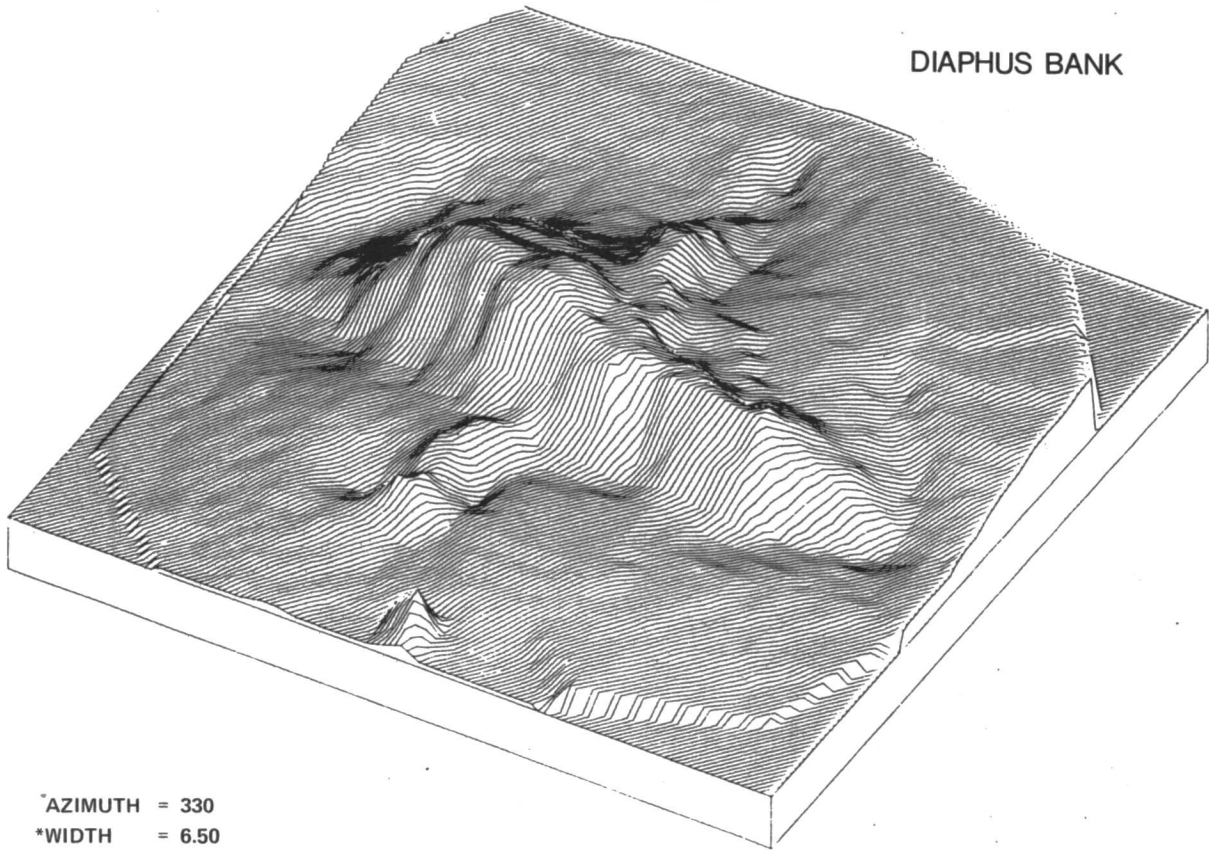 DIAPHUS BANK
*AZIMUTH = 330
*WIDTH = 6.50